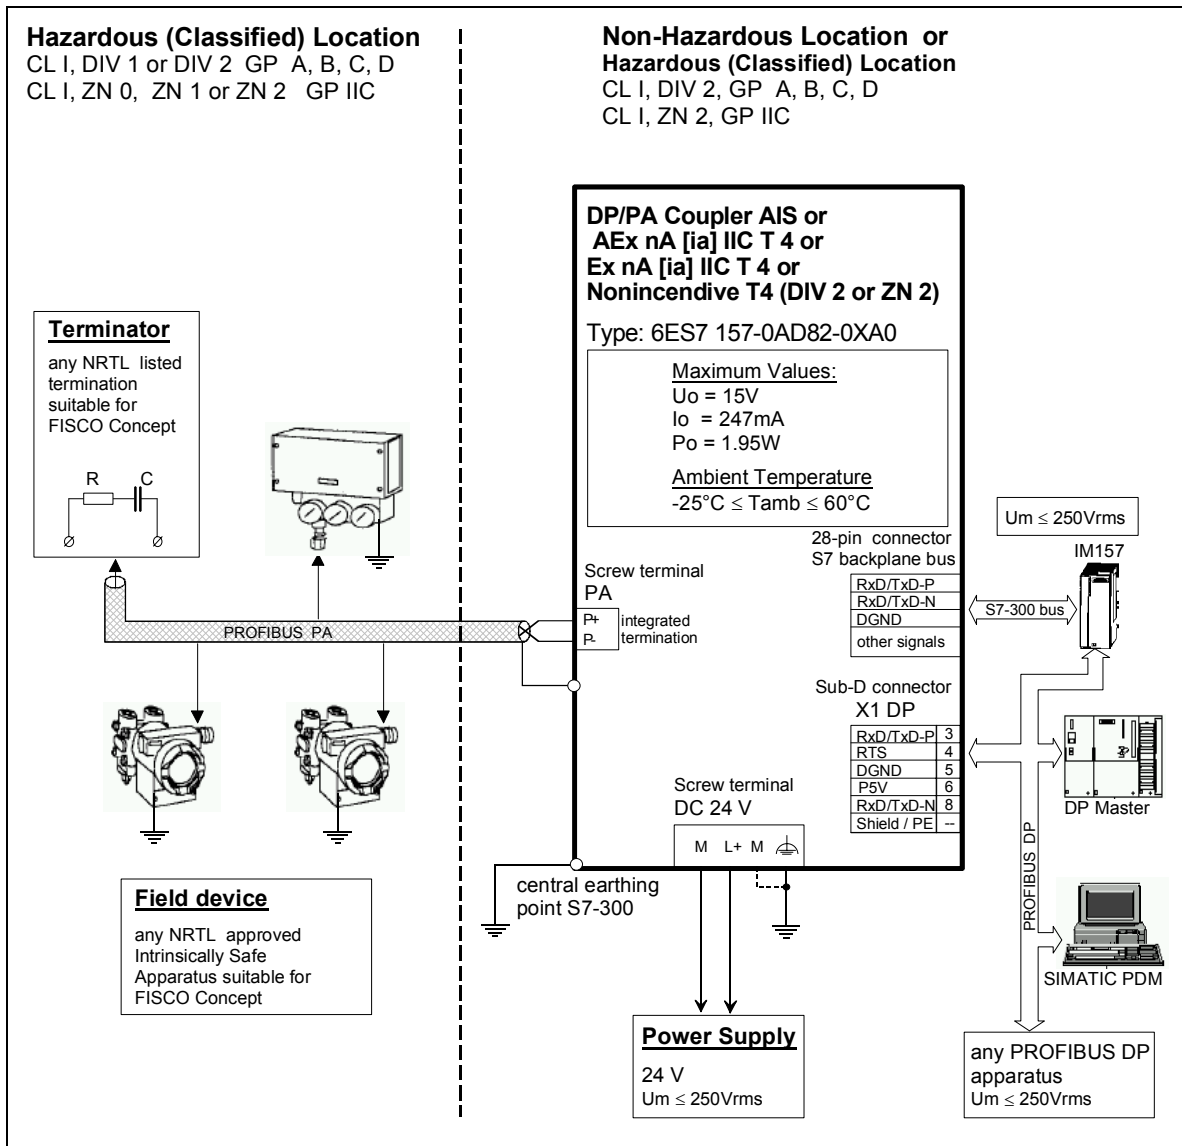 Hazardous (Classified) Location
CL I, DIV 1 or DIV 2 GP A, B, C, D
CL I, ZN 0, ZN 1 or ZN 2 GP IIC
Non-Hazardous Location or
Hazardous (Classified) Location
CL I, DIV 2, GP A, B, C, D
CL I, ZN 2, GP IIC
DP/PA Coupler AIS or
AEx nA [ia] IIC T 4 or
Ex nA [ia] IIC T 4 or
Nonincendive T4 (DIV 2 or ZN 2)
Type: 6ES7 157-0AD82-0XA0
Maximum Values:
Uo = 15V
Io = 247mA
Po = 1.95W
Ambient Temperature
-25°C ≤ Tamb ≤ 60°C
Terminator
any NRTL listed
termination
suitable for
FISCO Concept
R C
PROFIBUS PA
Screw terminal
PA
P+
P-
integrated
termination
28-pin connector
S7 backplane bus
RxD/TxD-P
RxD/TxD-N
DGND
other signals
S7-300 bus
Um ≤ 250Vrms
IM157
Sub-D connector
X1 DP
RxD/TxD-P 3
RTS 4
DGND 5
P5V 6
RxD/TxD-N 8
Shield / PE --
DP Master
PROFIBUS DP
SIMATIC PDM
Screw terminal
DC 24 V
M L+ M
central earthing
point S7-300
Field device
any NRTL approved
Intrinsically Safe
Apparatus suitable for
FISCO Concept
Power Supply
24 V
Um ≤ 250Vrms
any PROFIBUS DP
apparatus
Um ≤ 250Vrms